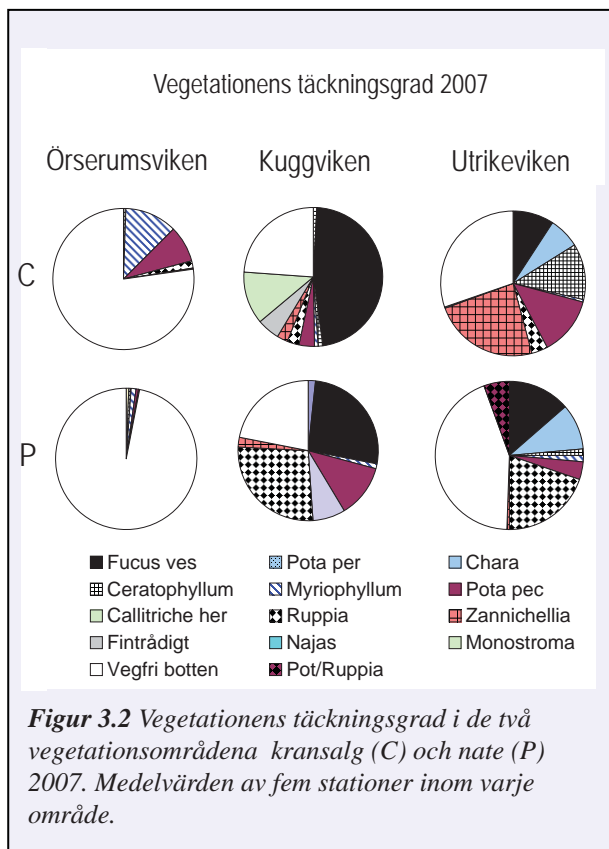 Vegetationens täckningsgrad 2007
Örserumsviken Kuggviken Utrikeviken
C
P
Fucus ves Pota per Chara
Ceratophyllum Myriophyllum Pota pec
Callitriche her Ruppia Zannichellia
Fintrådigt Najas Monostroma
Vegfri botten Pot/Ruppia
Figur 3.2 Vegetationens täckningsgrad i de två
vegetationsområdena kransalg (C) och nate (P)
2007. Medelvärden av fem stationer inom varje
område.